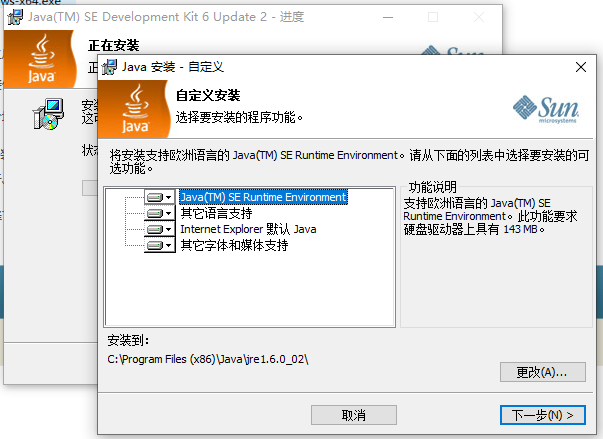 ws-x64.exe
Java(TM) SE Development Kit 6 Update 2 - 进度
正在安装
Java
Java 安装 - 自定义
自定义安装
选择要安装的程序功能。
Java
Sun
microsystems
将安装支持欧洲语言的 Java(TM) SE Runtime Environment。请从下面的列表中选择要安装的可
选功能。
Java(TM) SE Runtime Environment
其它语言支持
Internet Explorer 默认 Java
其它字体和媒体支持
功能说明
支持欧洲语言的 Java(TM) SE
Runtime Environment。此功能要求
硬盘驱动器上具有 143 MB。
安装到:
C:\Program Files (x86)\Java\jre1.6.0_02\
更改(A)...
取消
下一步(N) >